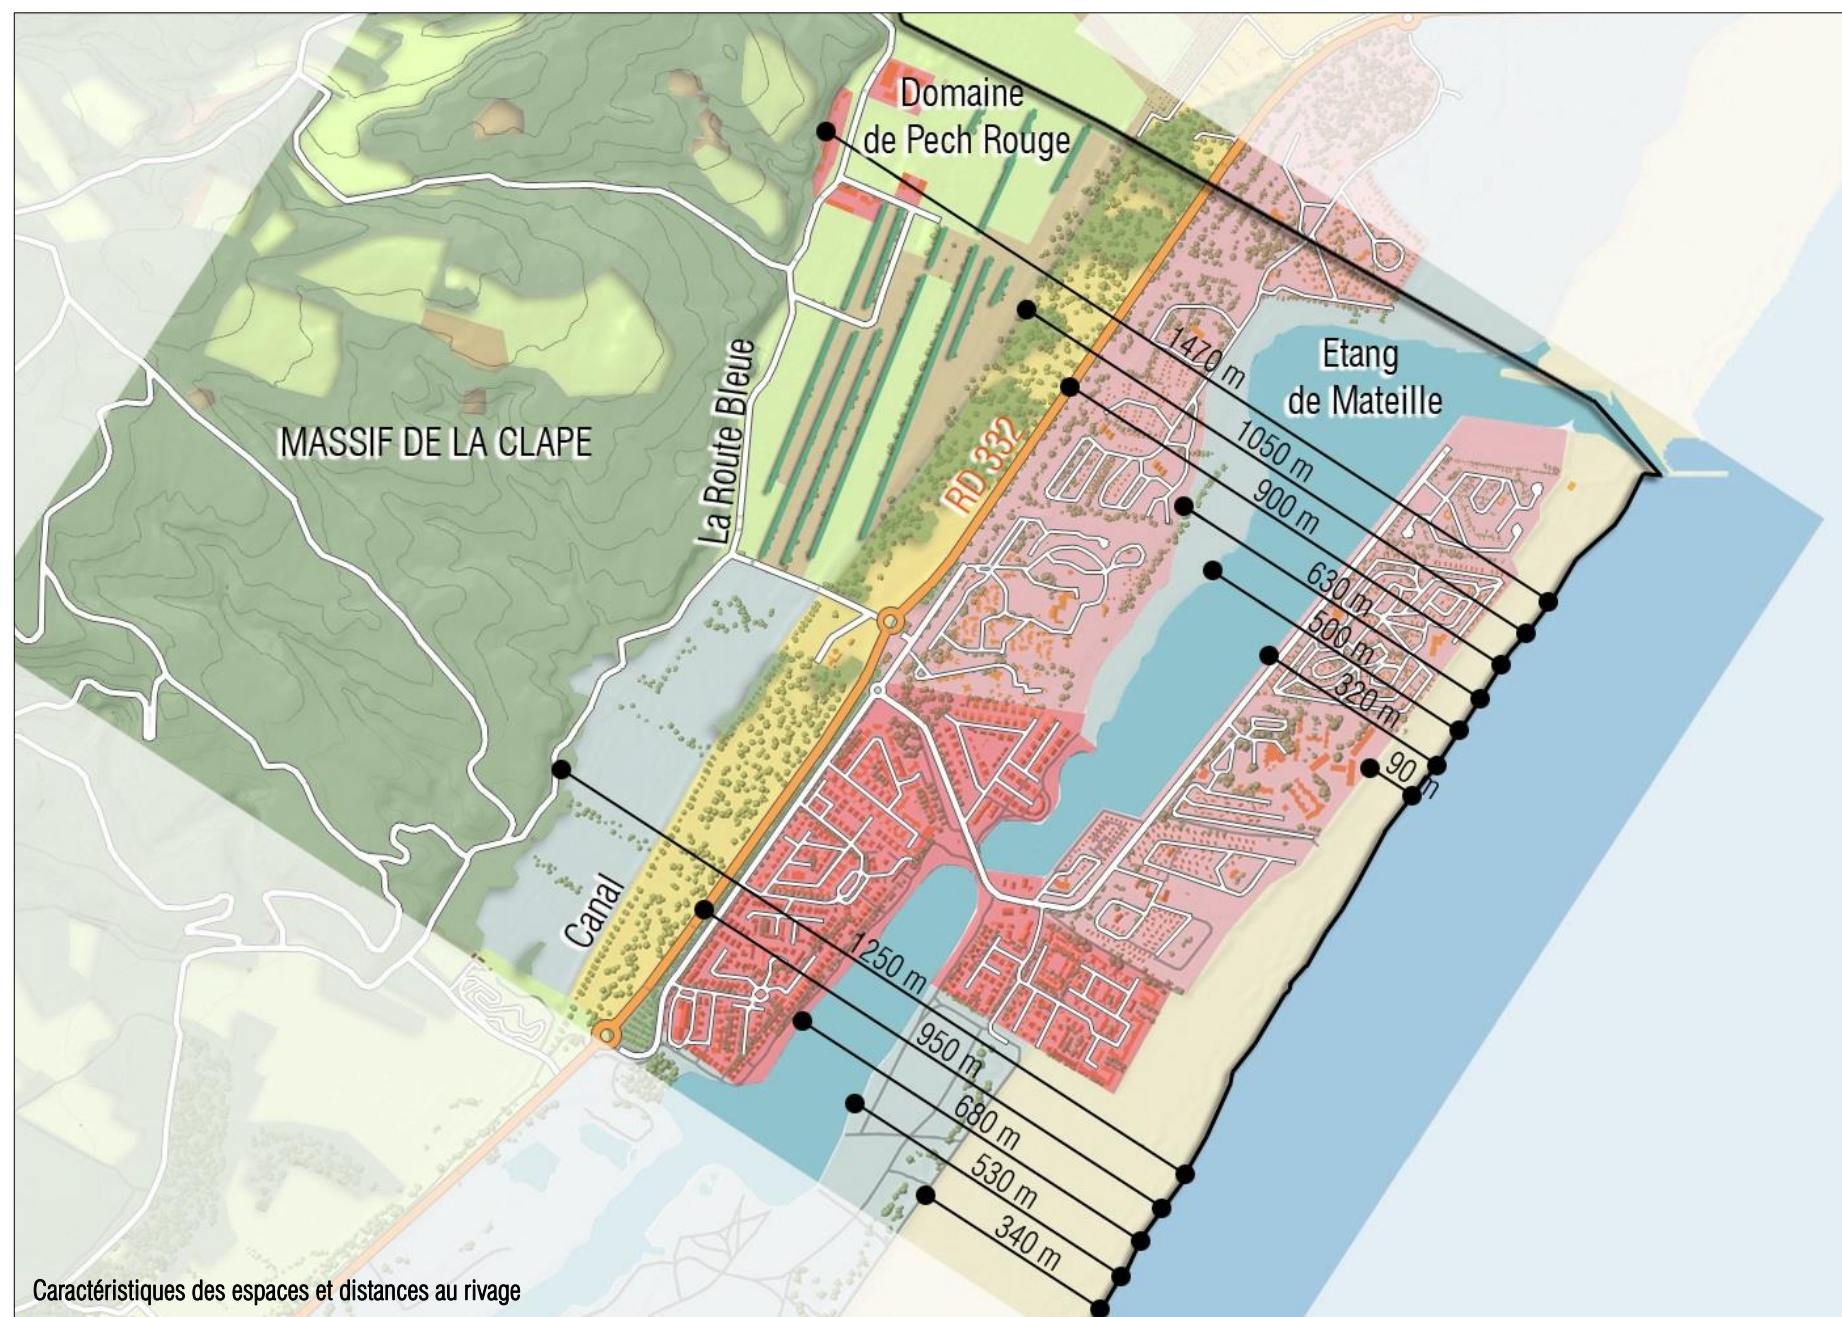 Domaine
de Pech Rouge
1470 m
Etang
de Mateille
La Route Bleue
MASSIF DE LA CLAPE
RD 332
1050 m
900 m
630 m
500 m
320 m
90 m
Canal
1250 m
950 m
680 m
530 m
340 m
Caractéristiques des espaces et distances au rivage